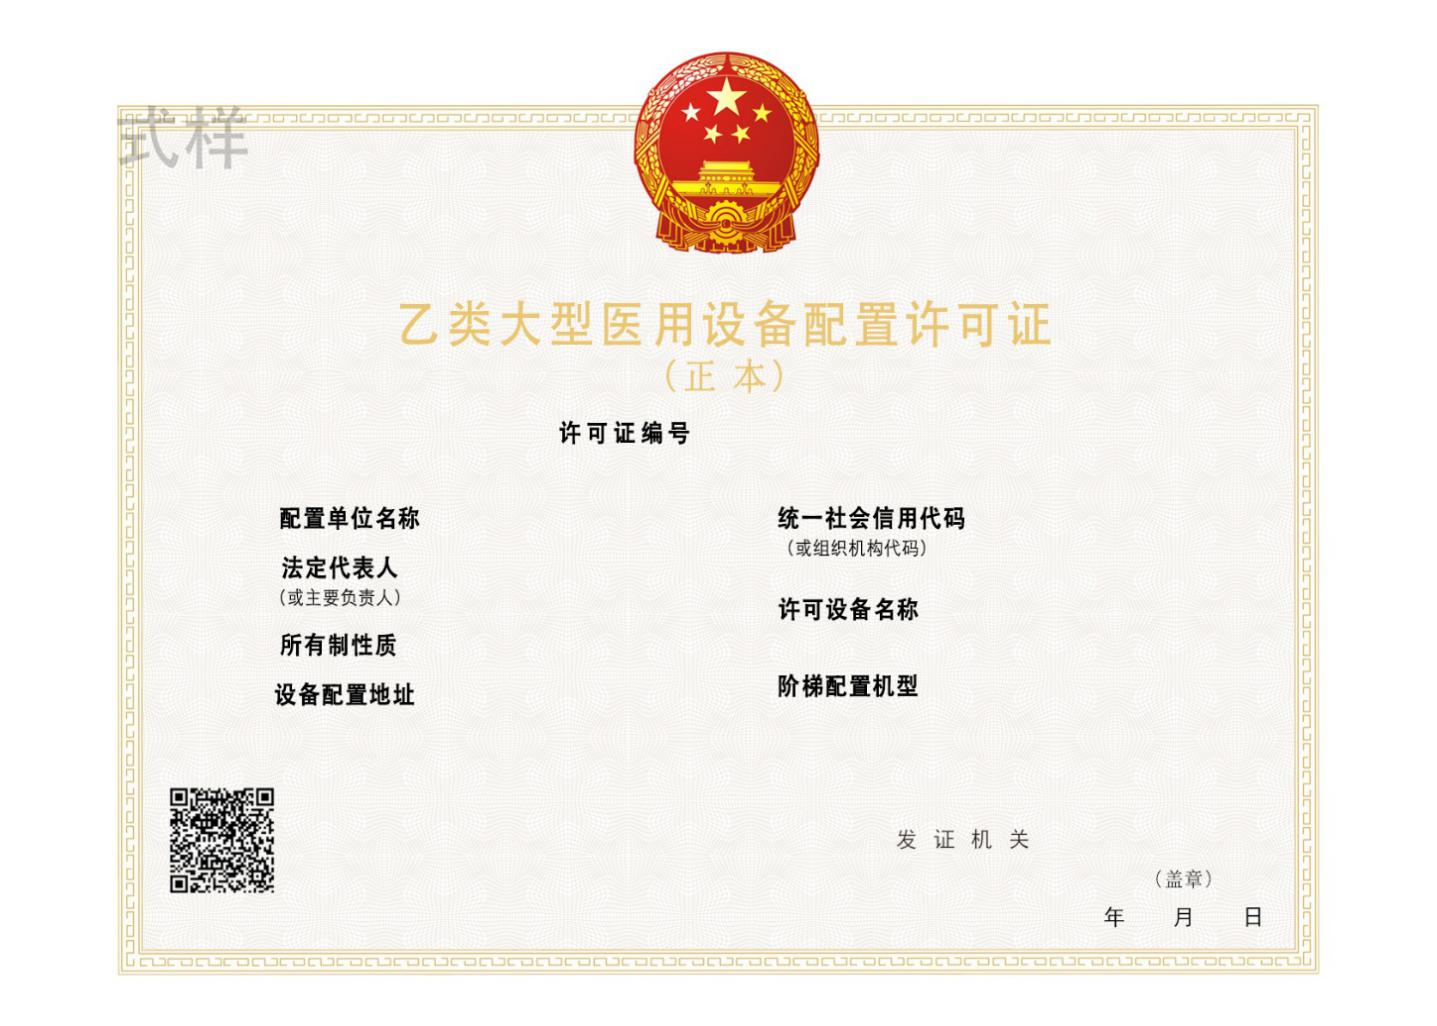 式样
乙类大型医用设备配置许可证
（正 本）
许可证编号
配置单位名称
统一社会信用代码
（或组织机构代码）
法定代表人
（或主要负责人）
许可设备名称
所有制性质
阶梯配置机型
设备配置地址
发 证 机 关
（盖章）
年 月 日